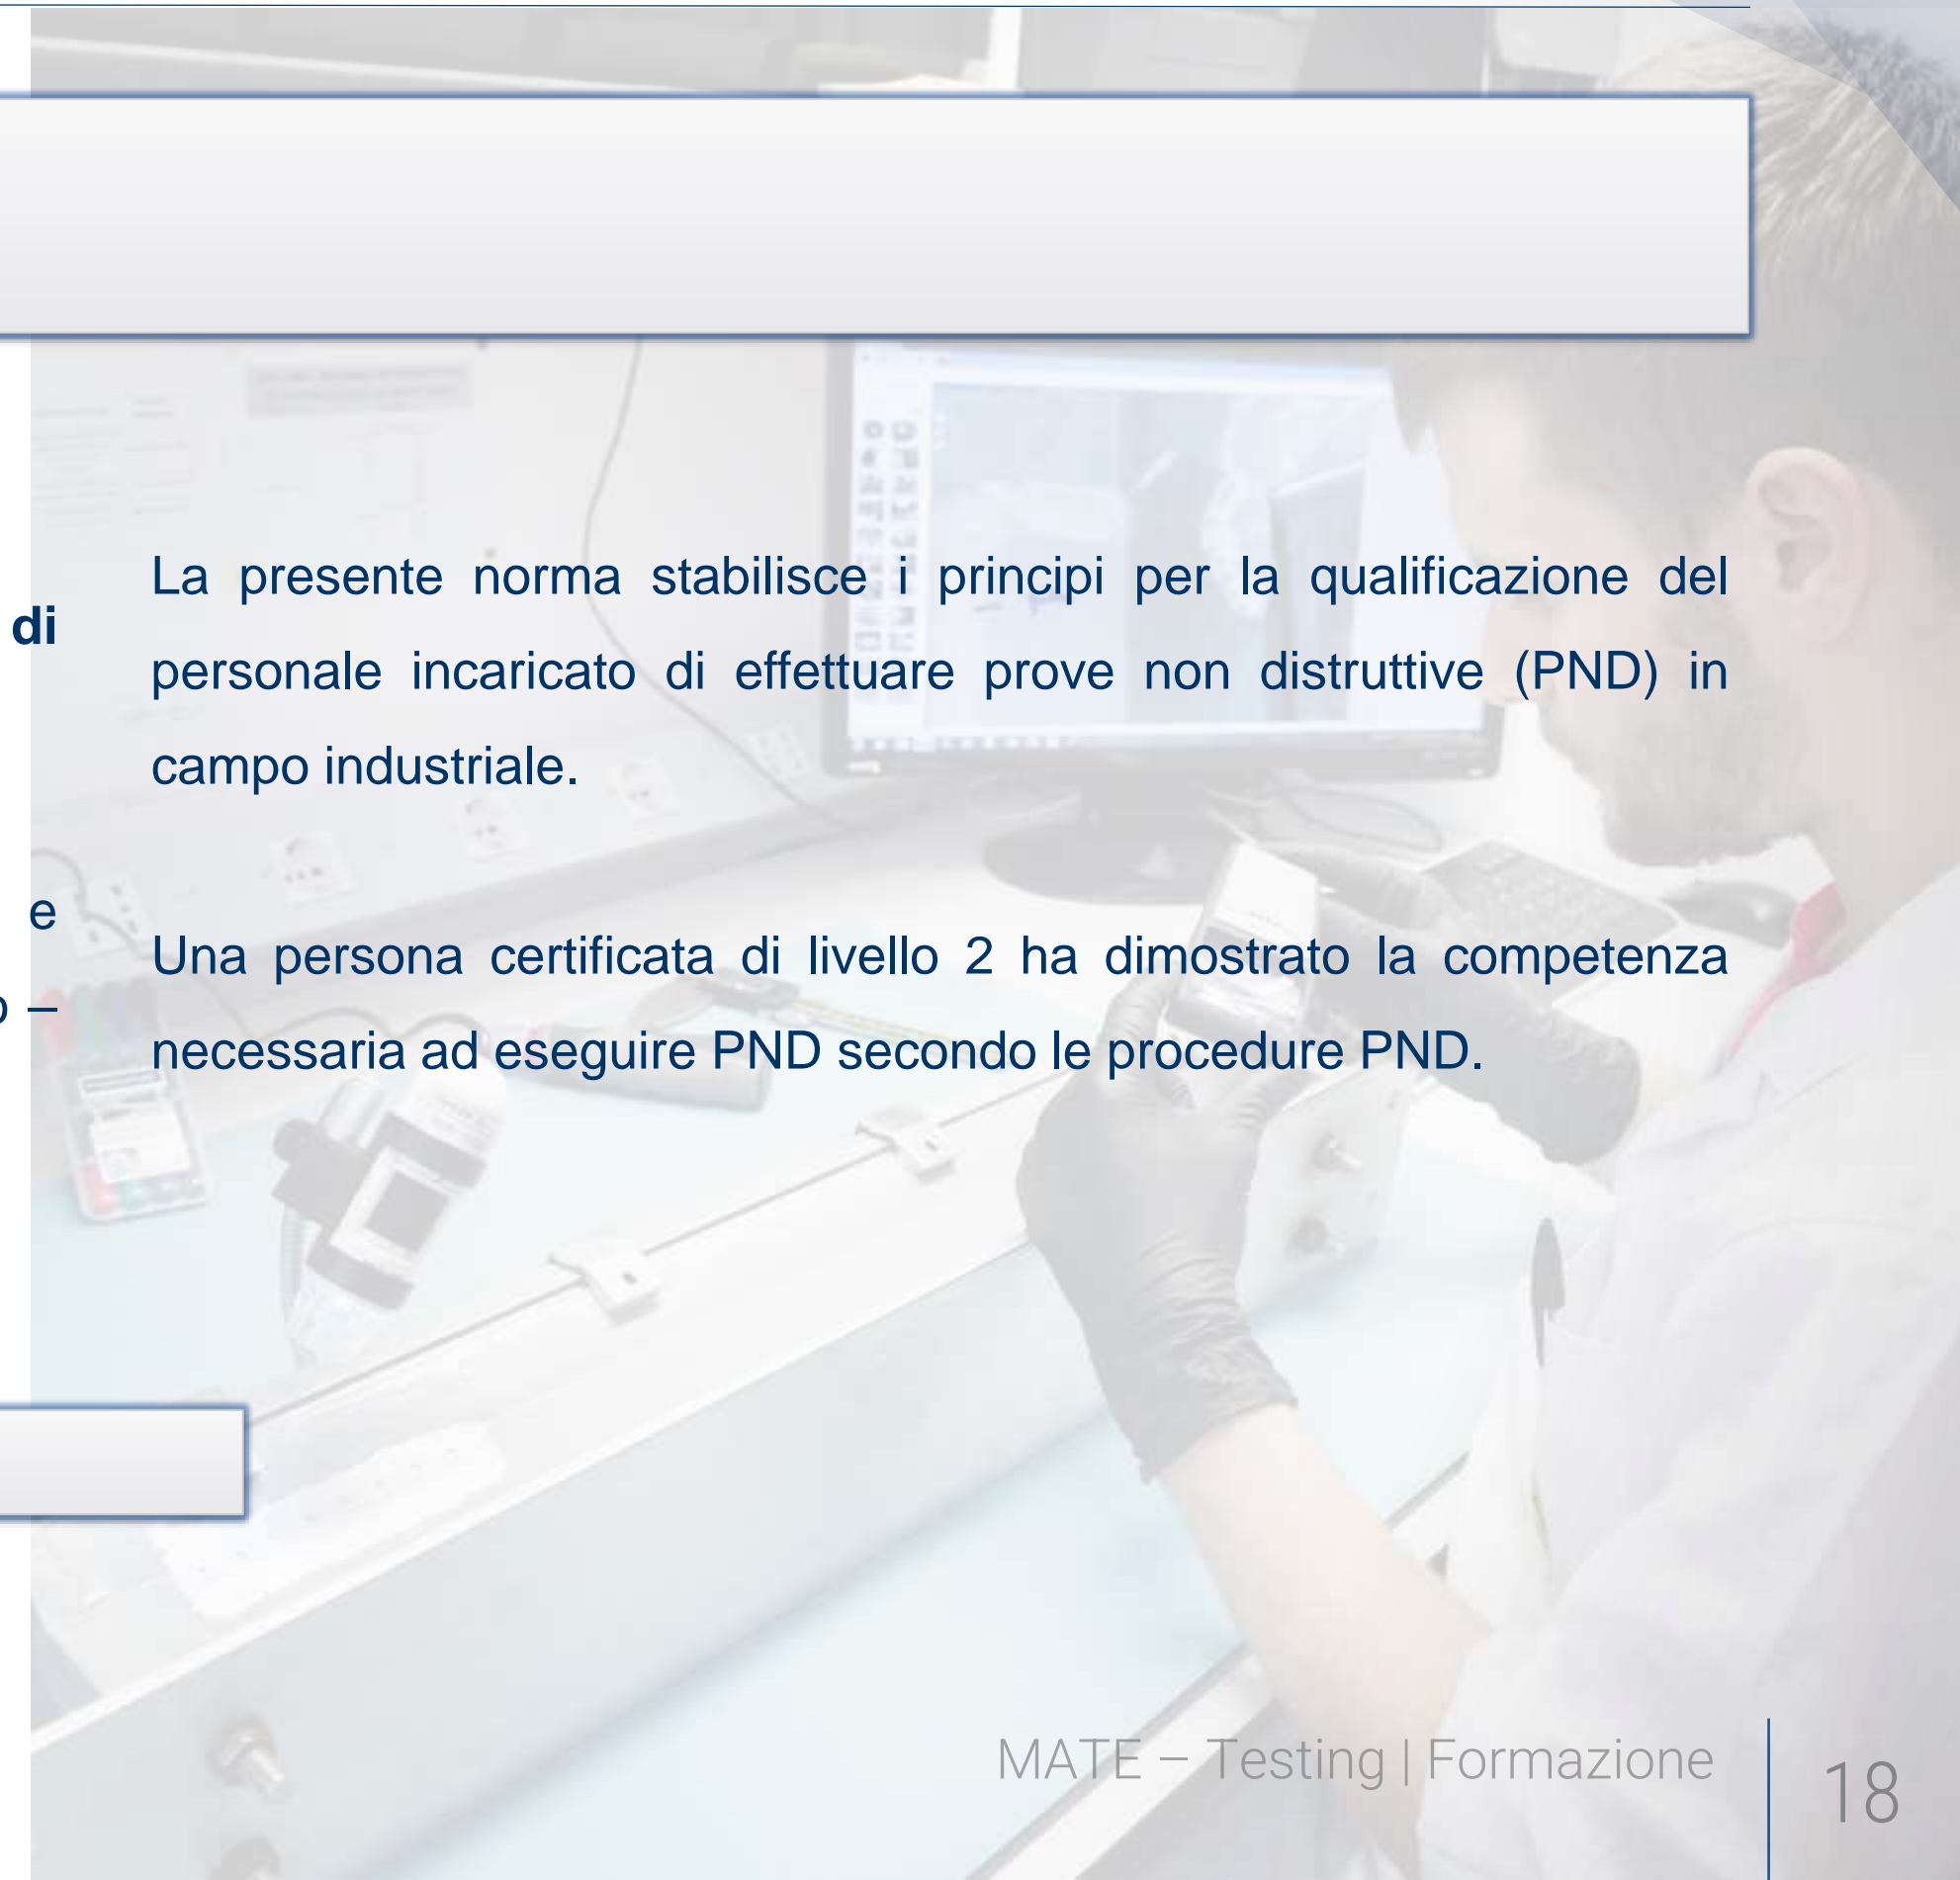 di
e
–
La presente norma stabilisce i principi per la qualificazione del
personale incaricato di effettuare prove non distruttive (PND) in
campo industriale.
Una persona certificata di livello 2 ha dimostrato la competenza
necessaria ad eseguire PND secondo le procedure PND.
MATE – Testing | Formazione
18